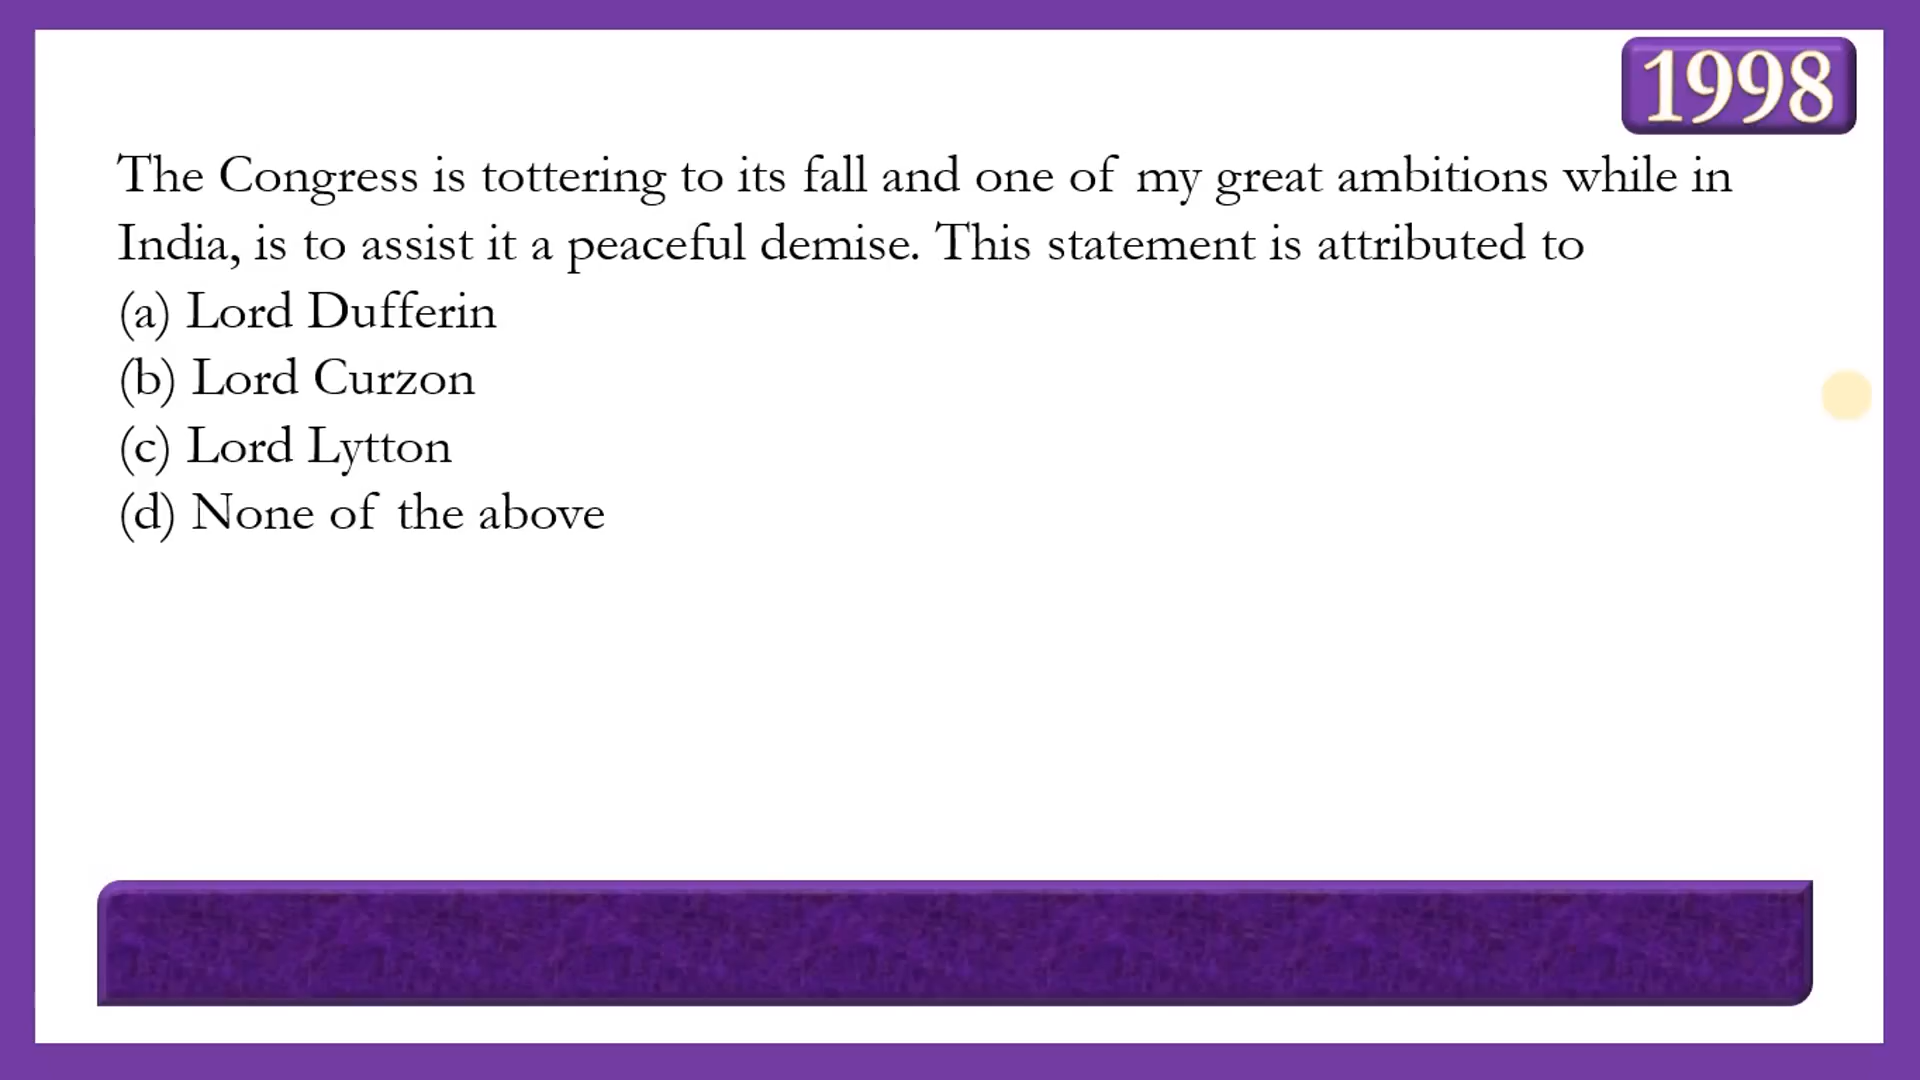 1998
The Congress is tottering to its fall and one of my great ambitions while in
India, is to assist it a peaceful demise. This statement is attributed to
(a) Lord Dufferin
(b) Lord Curzon
(c) Lord Lytton
(d) None of the above